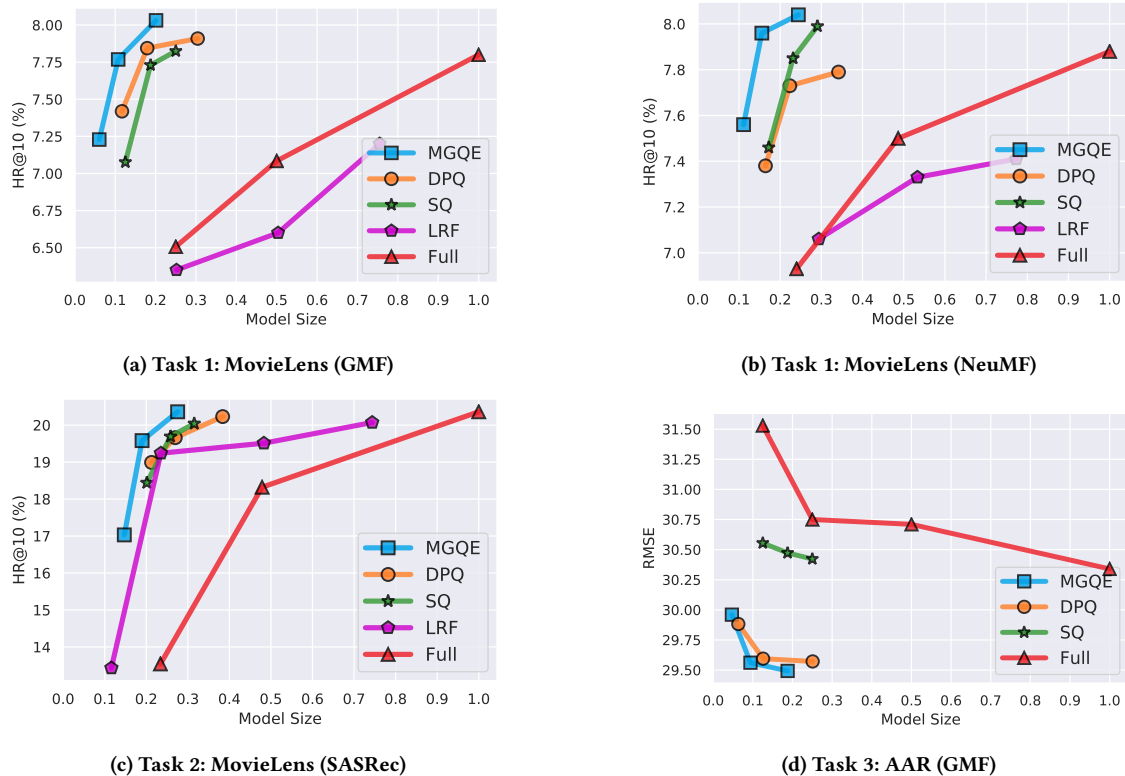 8.00
7.75
7.50
7.25
7.00
6.75
6.50
HR@10 (%)
MGQE
DPQ
SQ
LRF
Full
0.0 0.1 0.2 0.3 0.4 0.5 0.6 0.7 0.8 0.9 1.0
Model Size
(a) Task 1: MovieLens (GMF)
8.0
7.8
7.6
7.4
7.2
7.0
HR@10 (%)
MGQE
DPQ
SQ
LRF
Full
0.0 0.1 0.2 0.3 0.4 0.5 0.6 0.7 0.8 0.9 1.0
Model Size
(b) Task 1: MovieLens (NeuMF)
20
19
18
17
16
15
14
HR@10 (%)
MGQE
DPQ
SQ
LRF
Full
0.0 0.1 0.2 0.3 0.4 0.5 0.6 0.7 0.8 0.9 1.0
Model Size
(c) Task 2: MovieLens (SASRec)
31.50
31.25
31.00
30.75
30.50
30.25
30.00
29.75
29.50
RMSE
MGQE
DPQ
SQ
Full
0.0 0.1 0.2 0.3 0.4 0.5 0.6 0.7 0.8 0.9 1.0
Model Size
(d) Task 3: AAR (GMF)